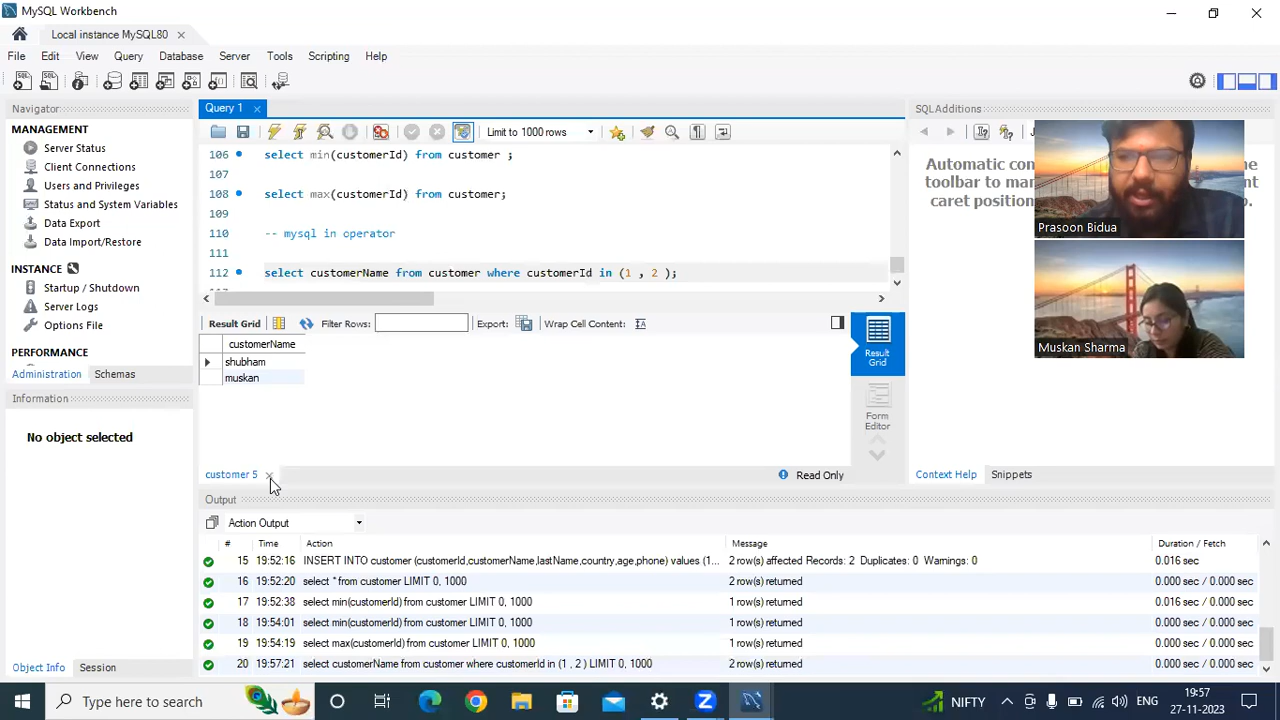 MySQL Workbench
Local instance MySQL80
File Edit View Query Database Server Tools Scripting Help
Navigator
MANAGEMENT
Server Status
Client Connections
Users and Privileges
Status and System Variables
Data Export
Data Import/Restore
INSTANCE
Startup / Shutdown
Server Logs
Options File
PERFORMANCE
Administration Schemas
Information
No object selected
Object Info Session
Query 1
Limit to 1000 rows
106 select min(customerId) from customer ;
107
108 select max(customerId) from customer;
109
110 -- mysql in operator
111
112 select customerName from customer where customerId in (1 , 2 );
Result Grid Filter Rows: Export: Wrap Cell Content:
customerName
shubham
muskan
Result Grid
Form Editor
customer 5
Read Only
SQLAdditions
Automatic con
toolbar to mar
caret position
Prasoon Bidua
Muskan Sharma
Context Help Snippets
Output
Action Output
# Time Action Message Duration / Fetch
15 19:52:16 INSERT INTO customer (customerId,customerName,lastName,country,age,phone) values (1... 2 row(s) affected Records: 2 Duplicates: 0 Warnings: 0 0.016 sec
16 19:52:20 select * from customer LIMIT 0, 1000 2 row(s) returned 0.000 sec / 0.000 sec
17 19:52:38 select min(customerId) from customer LIMIT 0, 1000 1 row(s) returned 0.016 sec / 0.000 sec
18 19:54:01 select min(customerId) from customer LIMIT 0, 1000 1 row(s) returned 0.000 sec / 0.000 sec
19 19:54:19 select max(customerId) from customer LIMIT 0, 1000 1 row(s) returned 0.000 sec / 0.000 sec
20 19:57:21 select customerName from customer where customerId in (1 , 2 ) LIMIT 0, 1000 2 row(s) returned 0.000 sec / 0.000 sec
Type here to search
NIFTY
ENG
19:57
27-11-2023